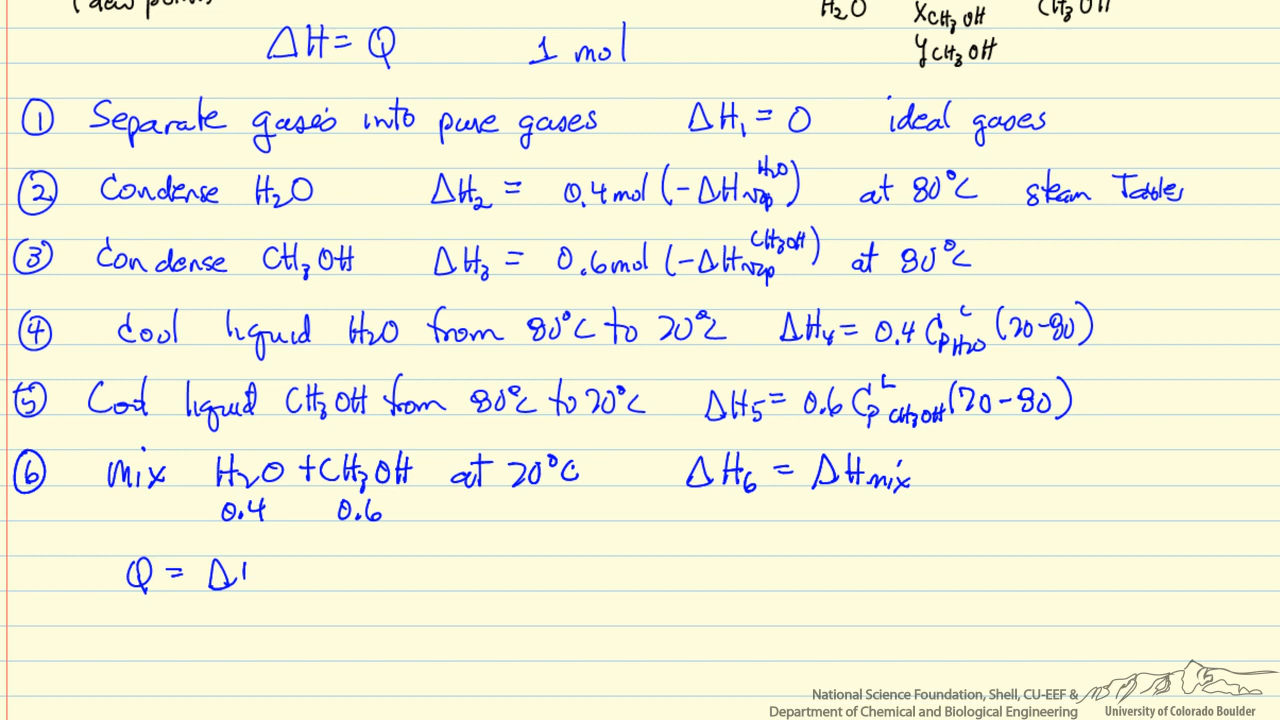 (dew point
H₂O XCH₃OH CH₃OH
yCH₃OH
ΔH = Q 1 mol
① Separate gases into pure gases ΔH₁ = 0 ideal gases
② Condense H₂O ΔH₂ = 0.4 mol (-ΔHvap^H₂O) at 80°C steam Tables
③ Condense CH₃OH ΔH₃ = 0.6 mol (-ΔHvap^CH₃OH) at 80°C
④ Cool liquid H₂O from 80°C to 20°C ΔH₄ = 0.4 Cp^L H₂O (20-80)
⑤ Cool liquid CH₃OH from 80°C to 20°C ΔH₅ = 0.6 Cp^L CH₃OH (20-80)
⑥ Mix H₂O + CH₃OH at 20°C ΔH₆ = ΔHmix
0.4 0.6
Q = Δ
National Science Foundation, Shell, CU-EEF &
Department of Chemical and Biological Engineering
University of Colorado Boulder